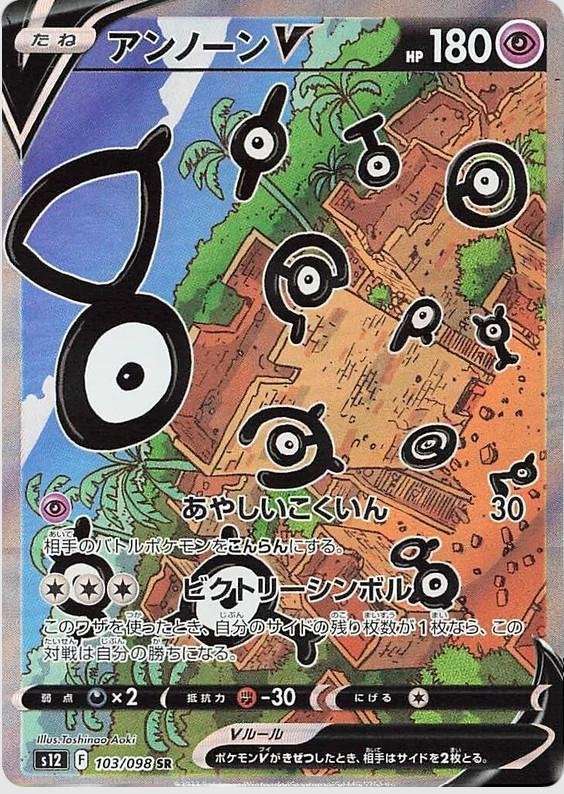 たね アンノーンV HP 180
あやしいこくいん 30
相手のバトルポケモンをこんらんにする。
ビクトリーシンボル
このワザを使ったとき、自分のサイドの残り枚数が1枚なら、この
対戦は自分の勝ちになる。
弱点 ×2 抵抗力 -30 にげる
Illus.Toshinao Aoki
Vルール
ポケモンVがきぜつしたとき、相手はサイドを2枚とる。
s12 F 103/098 SR